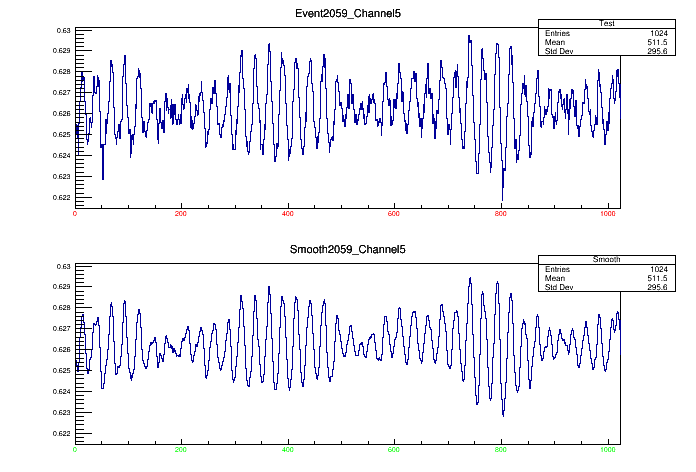 Event2059_Channel5
Test
Entries 1024
Mean 511.5
Std Dev 295.6
0.63
0.629
0.628
0.627
0.626
0.625
0.624
0.623
0.622
0 200 400 600 800 1000
Smooth2059_Channel5
Smooth
Entries 1024
Mean 511.5
Std Dev 295.6
0.63
0.629
0.628
0.627
0.626
0.625
0.624
0.623
0.622
0 200 400 600 800 1000